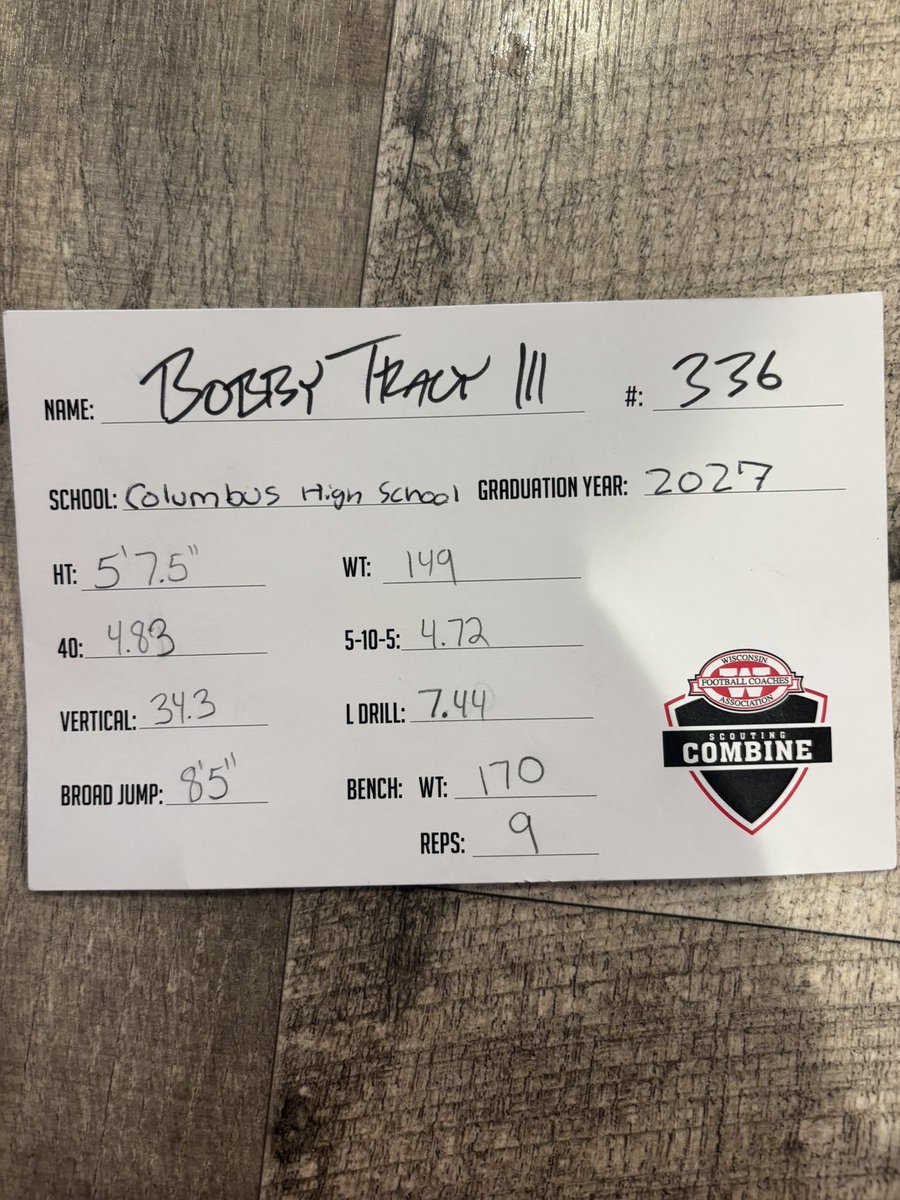 NAME: BOBBY TRACY III #: 336
SCHOOL: Columbus High School GRADUATION YEAR: 2027
HT: 5'7.5" WT: 149
40: 4.83 5-10-5: 4.72
VERTICAL: 34.3 L DRILL: 7.44
BROAD JUMP: 8'5" BENCH: WT: 170
REPS: 9
WISCONSIN
FOOTBALL COACHES
W
ASSOCIATION
SCOUTING
COMBINE